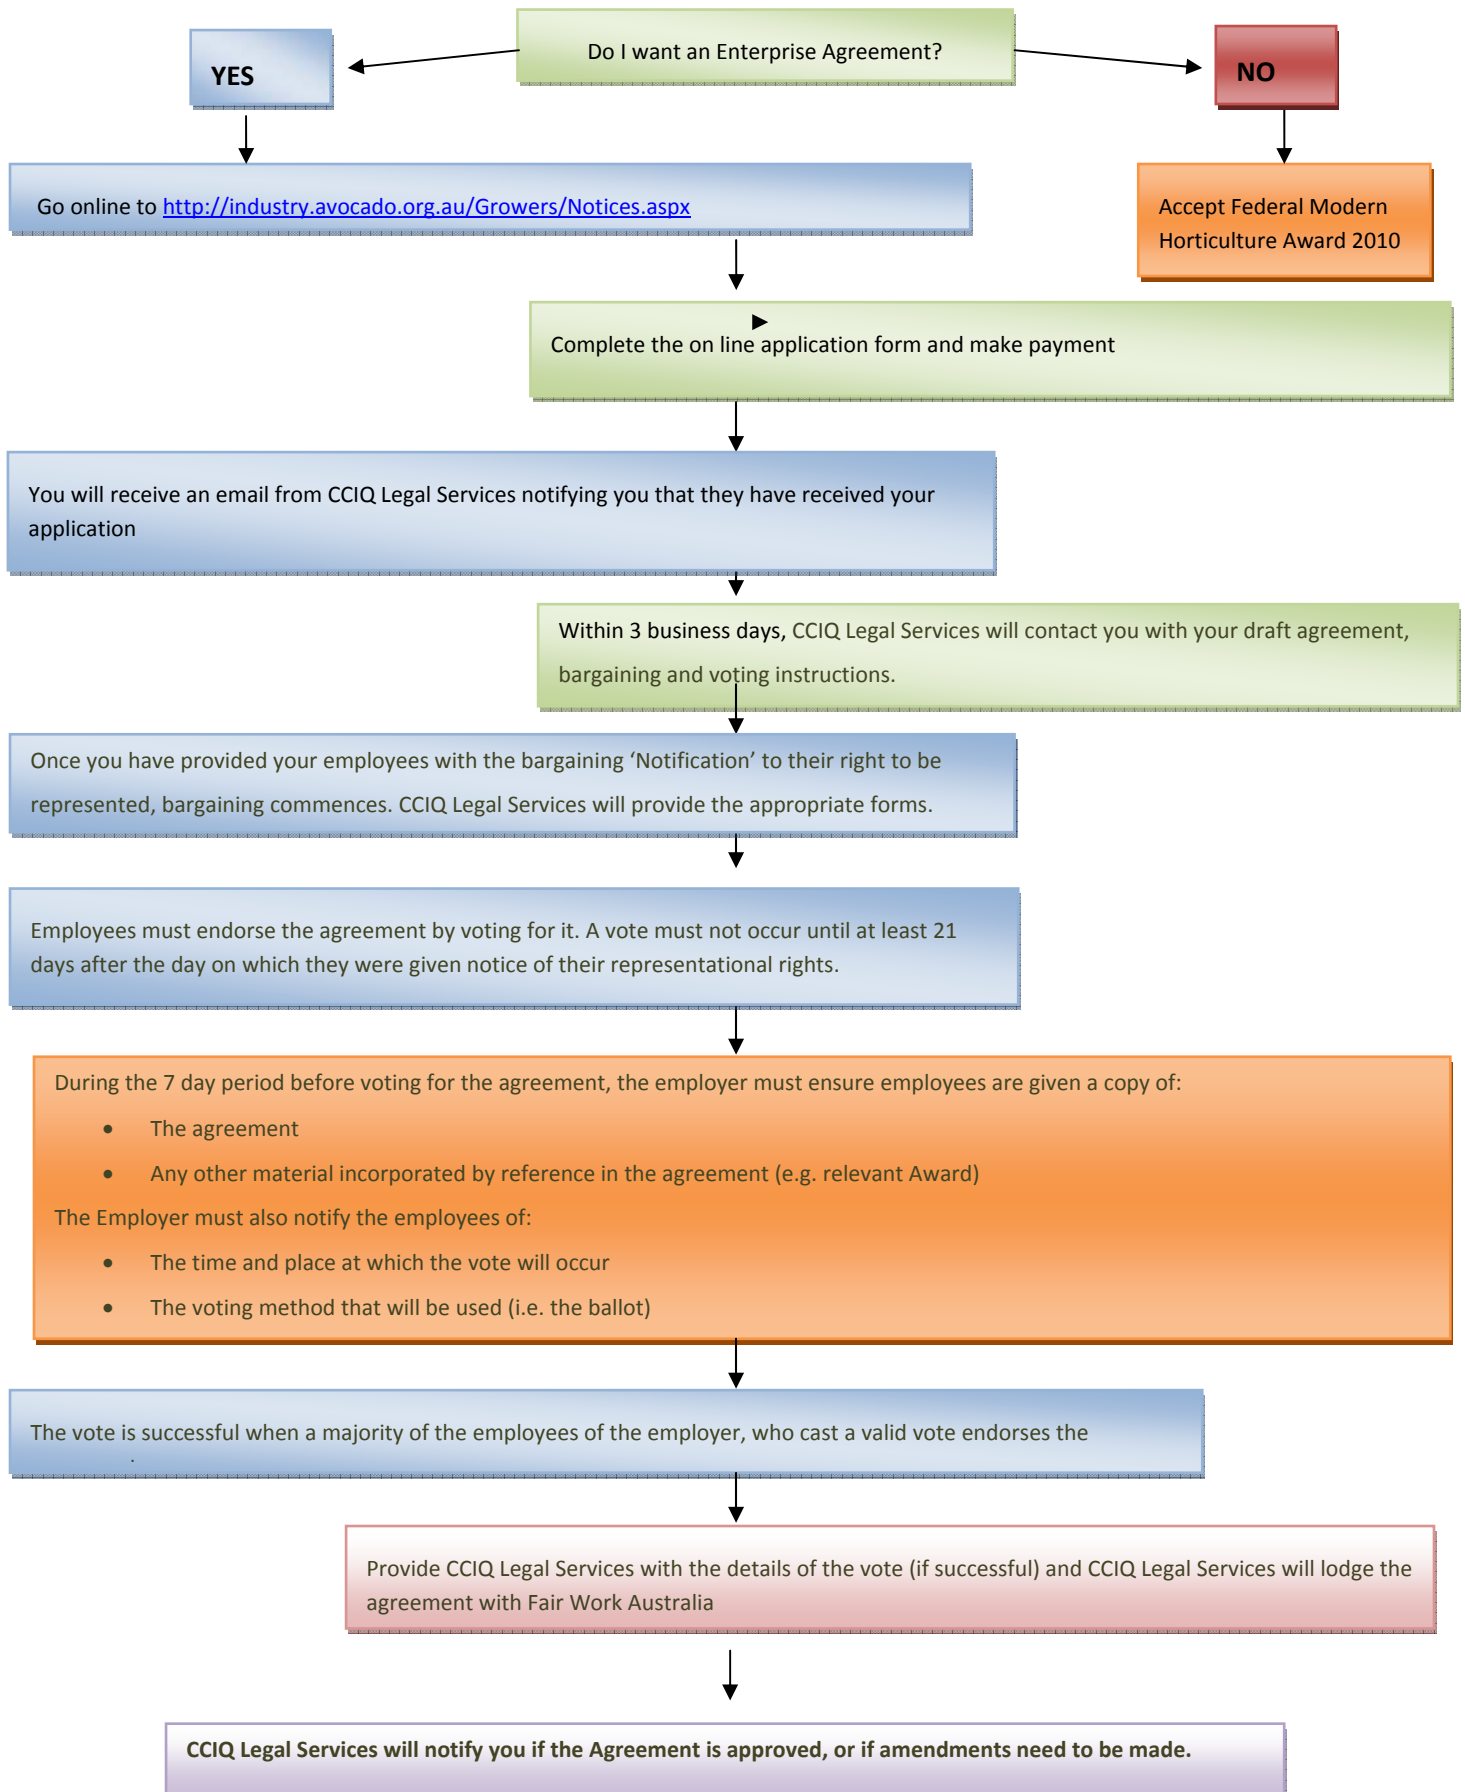 Do I want an Enterprise Agreement?
YES
NO
Go online to http://industry.avocado.org.au/Growers/Notices.aspx
Accept Federal Modern
Horticulture Award 2010
Complete the on line application form and make payment
You will receive an email from CCIQ Legal Services notifying you that they have received your
application
Within 3 business days, CCIQ Legal Services will contact you with your draft agreement,
bargaining and voting instructions.
Once you have provided your employees with the bargaining ‘Notification’ to their right to be
represented, bargaining commences. CCIQ Legal Services will provide the appropriate forms.
Employees must endorse the agreement by voting for it. A vote must not occur until at least 21
days after the day on which they were given notice of their representational rights.
During the 7 day period before voting for the agreement, the employer must ensure employees are given a copy of:
• The agreement
• Any other material incorporated by reference in the agreement (e.g. relevant Award)
The Employer must also notify the employees of:
• The time and place at which the vote will occur
• The voting method that will be used (i.e. the ballot)
The vote is successful when a majority of the employees of the employer, who cast a valid vote endorses the
Provide CCIQ Legal Services with the details of the vote (if successful) and CCIQ Legal Services will lodge the
agreement with Fair Work Australia
CCIQ Legal Services will notify you if the Agreement is approved, or if amendments need to be made.